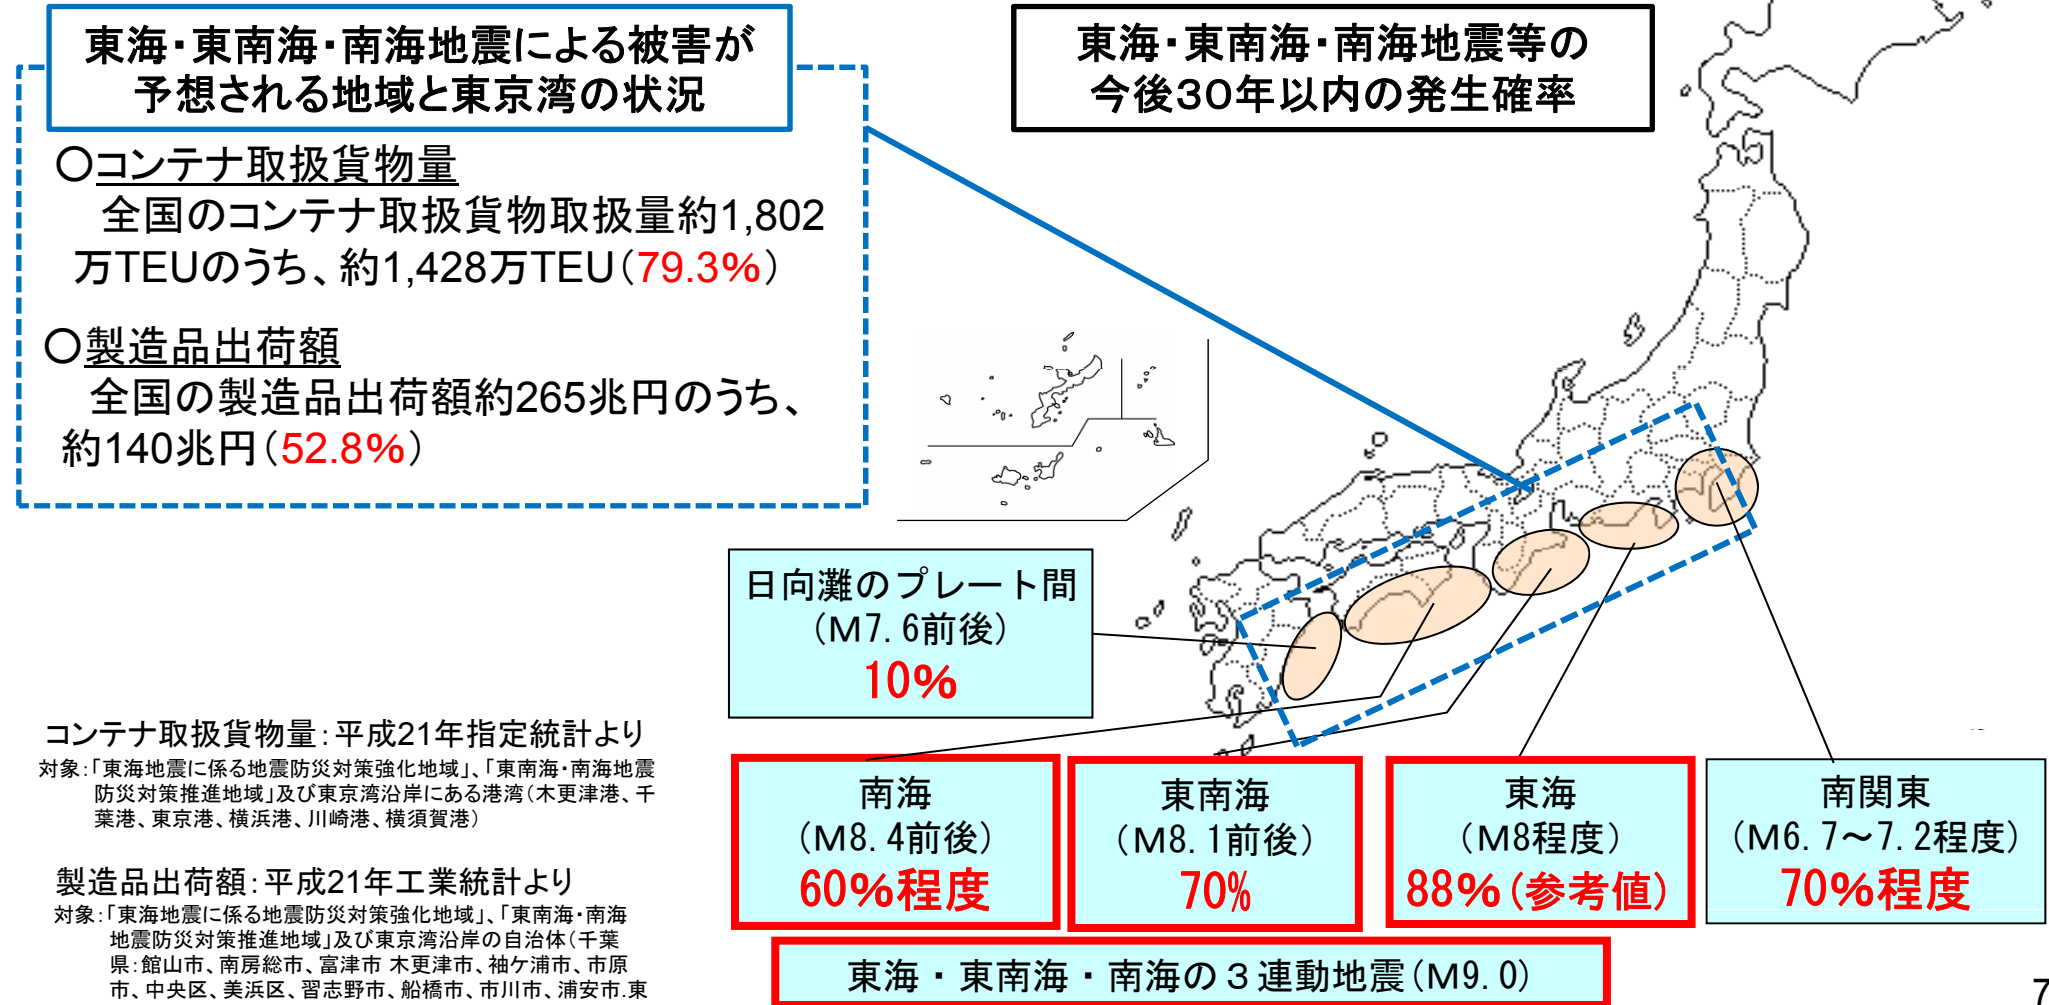 東海・東南海・南海地震による被害が
予想される地域と東京湾の状況
○コンテナ取扱貨物量
全国のコンテナ取扱貨物取扱量約1,802
万TEUのうち、約1,428万TEU（79.3%）
○製造品出荷額
全国の製造品出荷額約265兆円のうち、
約140兆円（52.8%）
東海・東南海・南海地震等の
今後30年以内の発生確率
日向灘のプレート間
（M7.6前後）
10%
南海
（M8.4前後）
60%程度
東南海
（M8.1前後）
70%
東海
（M8程度）
88%（参考値）
南関東
（M6.7～7.2程度）
70%程度
東海・東南海・南海の３連動地震（M9.0）
コンテナ取扱貨物量：平成21年指定統計より
対象：「東海地震に係る地震防災対策強化地域」、「東南海・南海地震
防災対策推進地域」及び東京湾沿岸にある港湾（木更津港、千
葉港、東京港、横浜港、川崎港、横須賀港）
製造品出荷額：平成21年工業統計より
対象：「東海地震に係る地震防災対策強化地域」、「東南海・南海
地震防災対策推進地域」及び東京湾沿岸の自治体（千葉
県：館山市、南房総市、富津市 木更津市、袖ケ浦市、市原
市、中央区、美浜区、習志野市、船橋市、市川市、浦安市.東
7